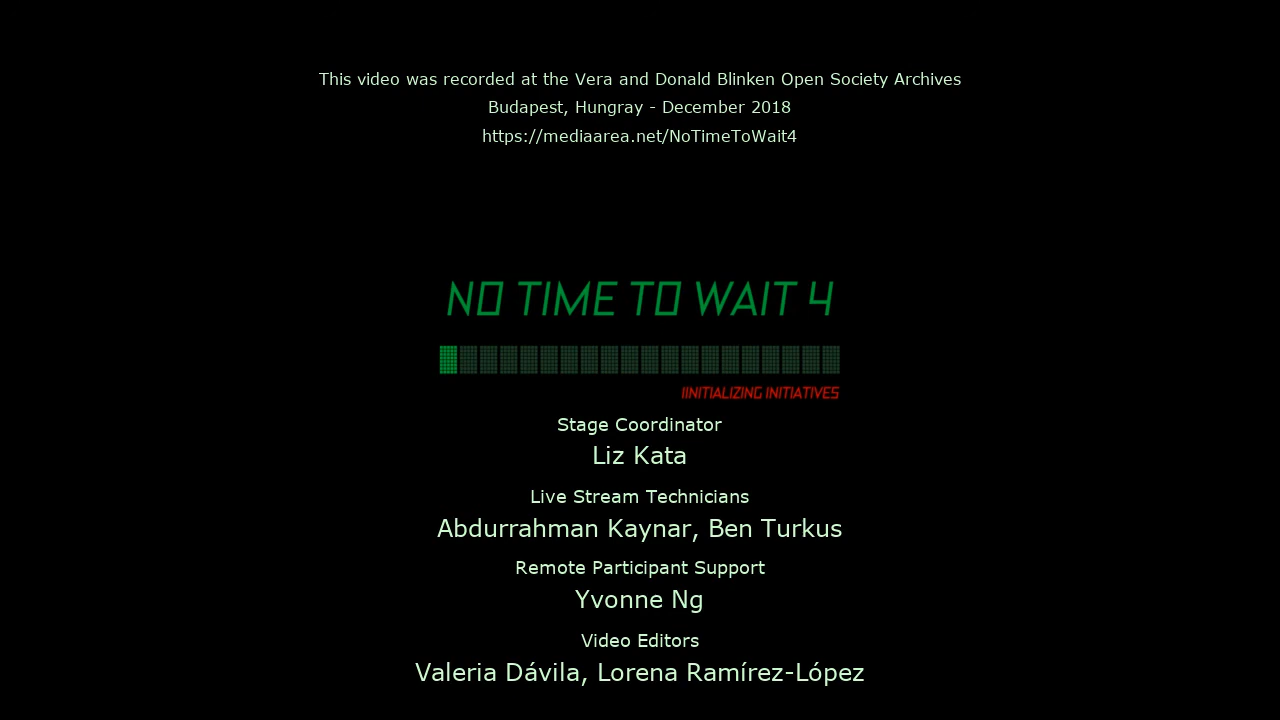 This video was recorded at the Vera and Donald Blinken Open Society Archives
Budapest, Hungray - December 2018
https://mediaarea.net/NoTimeToWait4
NO TIME TO WAIT 4
IINITIALIZING INITIATIVES
Stage Coordinator
Liz Kata
Live Stream Technicians
Abdurrahman Kaynar, Ben Turkus
Remote Participant Support
Yvonne Ng
Video Editors
Valeria Dávila, Lorena Ramírez-López